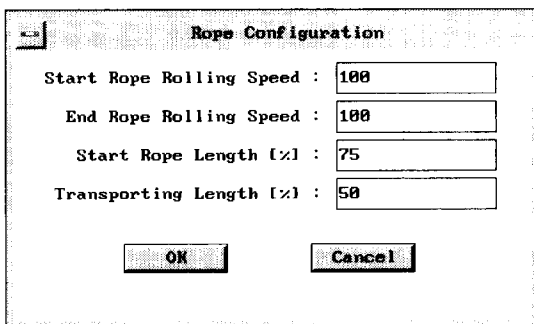 Rope Configuration
Start Rope Rolling Speed : 100
End Rope Rolling Speed : 100
Start Rope Length [%] : 75
Transporting Length [%] : 50
OK Cancel